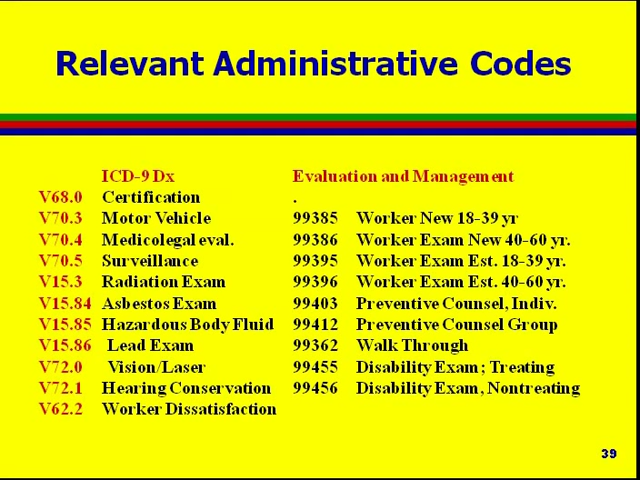 Relevant Administrative Codes
ICD-9 Dx Evaluation and Management
V68.0 Certification .
V70.3 Motor Vehicle 99385 Worker New 18-39 yr
V70.4 Medicolegal eval. 99386 Worker Exam New 40-60 yr.
V70.5 Surveillance 99395 Worker Exam Est. 18-39 yr.
V15.3 Radiation Exam 99396 Worker Exam Est. 40-60 yr.
V15.84 Asbestos Exam 99403 Preventive Counsel, Indiv.
V15.85 Hazardous Body Fluid 99412 Preventive Counsel Group
V15.86 Lead Exam 99362 Walk Through
V72.0 Vision/Laser 99455 Disability Exam; Treating
V72.1 Hearing Conservation 99456 Disability Exam, Nontreating
V62.2 Worker Dissatisfaction
39